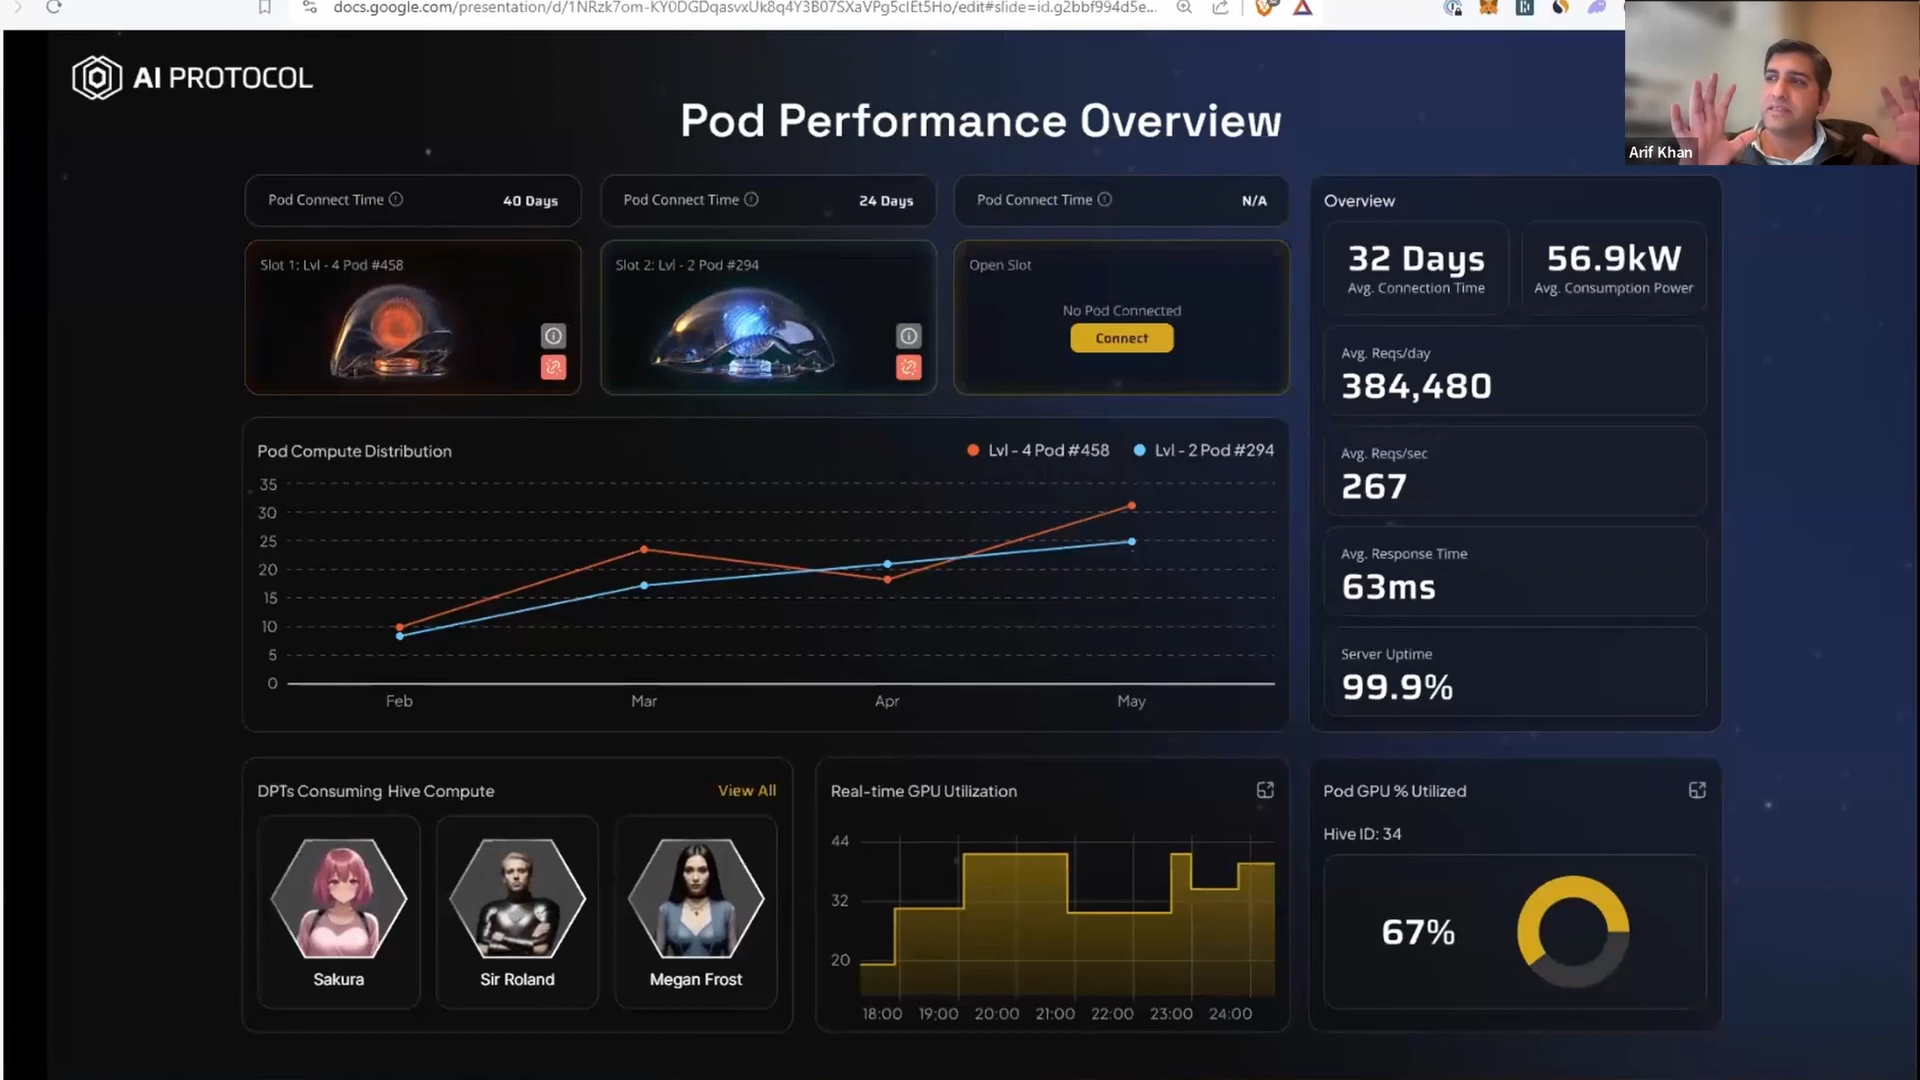 docs.google.com/presentation/d/1NRzk7om-KY0DGDqasvxUk8q4Y3B07SXaVPg5cIEt5Ho/edit#slide=id.g2bbf994d5e...
AI PROTOCOL
Pod Performance Overview
Arif Khan
Pod Connect Time
40 Days
Pod Connect Time
24 Days
Pod Connect Time
N/A
Slot 1: Lvl - 4 Pod #458
Slot 2: Lvl - 2 Pod #294
Open Slot
No Pod Connected
Connect
Overview
32 Days
Avg. Connection Time
56.9kW
Avg. Consumption Power
Avg. Reqs/day
384,480
Avg. Reqs/sec
267
Avg. Response Time
63ms
Server Uptime
99.9%
Pod Compute Distribution
Lvl - 4 Pod #458
Lvl - 2 Pod #294
35
30
25
20
15
10
5
0
Feb
Mar
Apr
May
DPTs Consuming Hive Compute
View All
Sakura
Sir Roland
Megan Frost
Real-time GPU Utilization
44
32
20
18:00
19:00
20:00
21:00
22:00
23:00
24:00
Pod GPU % Utilized
Hive ID: 34
67%